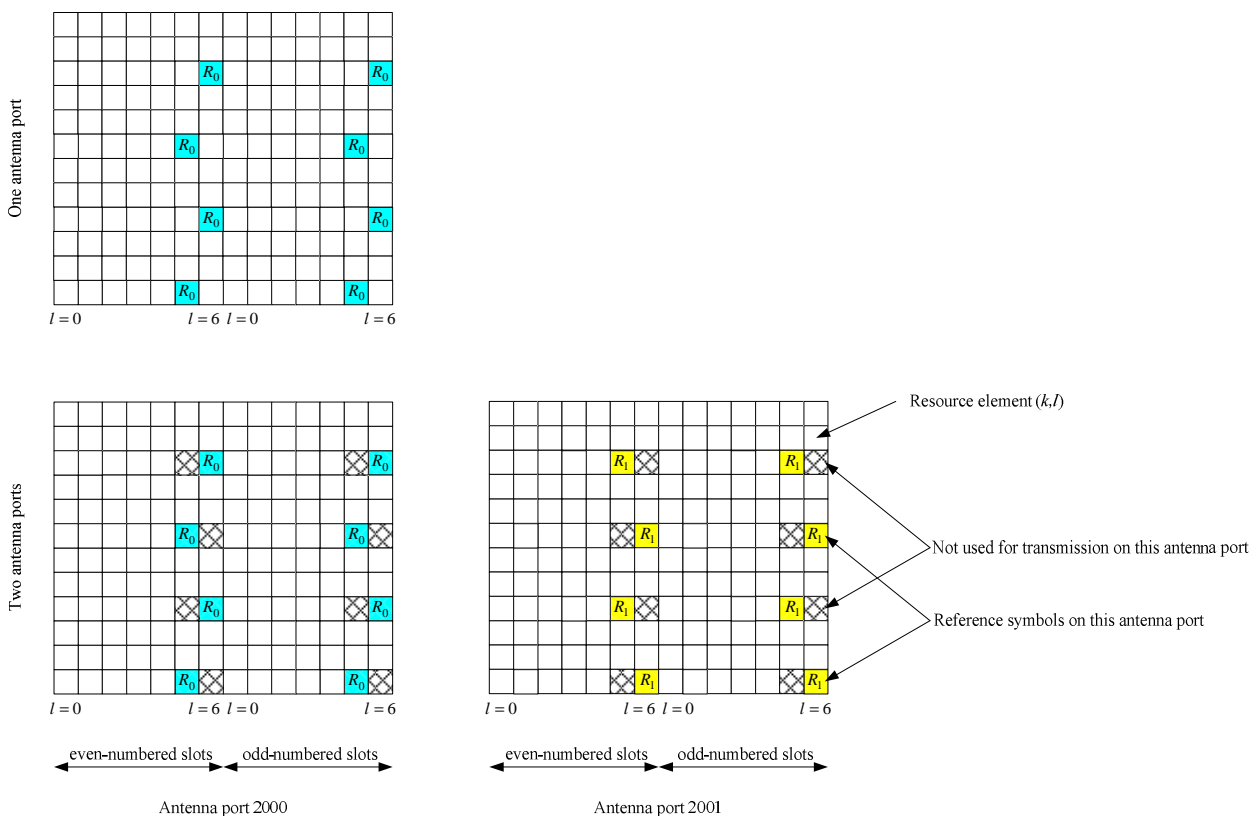 One antenna port
R0 R0
R0 R0
R0 R0
R0 R0
l = 0 l = 6 l = 0 l = 6
Two antenna ports
Resource element (k,l)
R0 R0 R1 R1
R0 R0 R1 R1
Not used for transmission on this antenna port
R0 R0 R1 R1
Reference symbols on this antenna port
R0 R0 R1 R1
l = 0 l = 6 l = 0 l = 6 l = 0 l = 6 l = 0 l = 6
even-numbered slots odd-numbered slots even-numbered slots odd-numbered slots
Antenna port 2000 Antenna port 2001